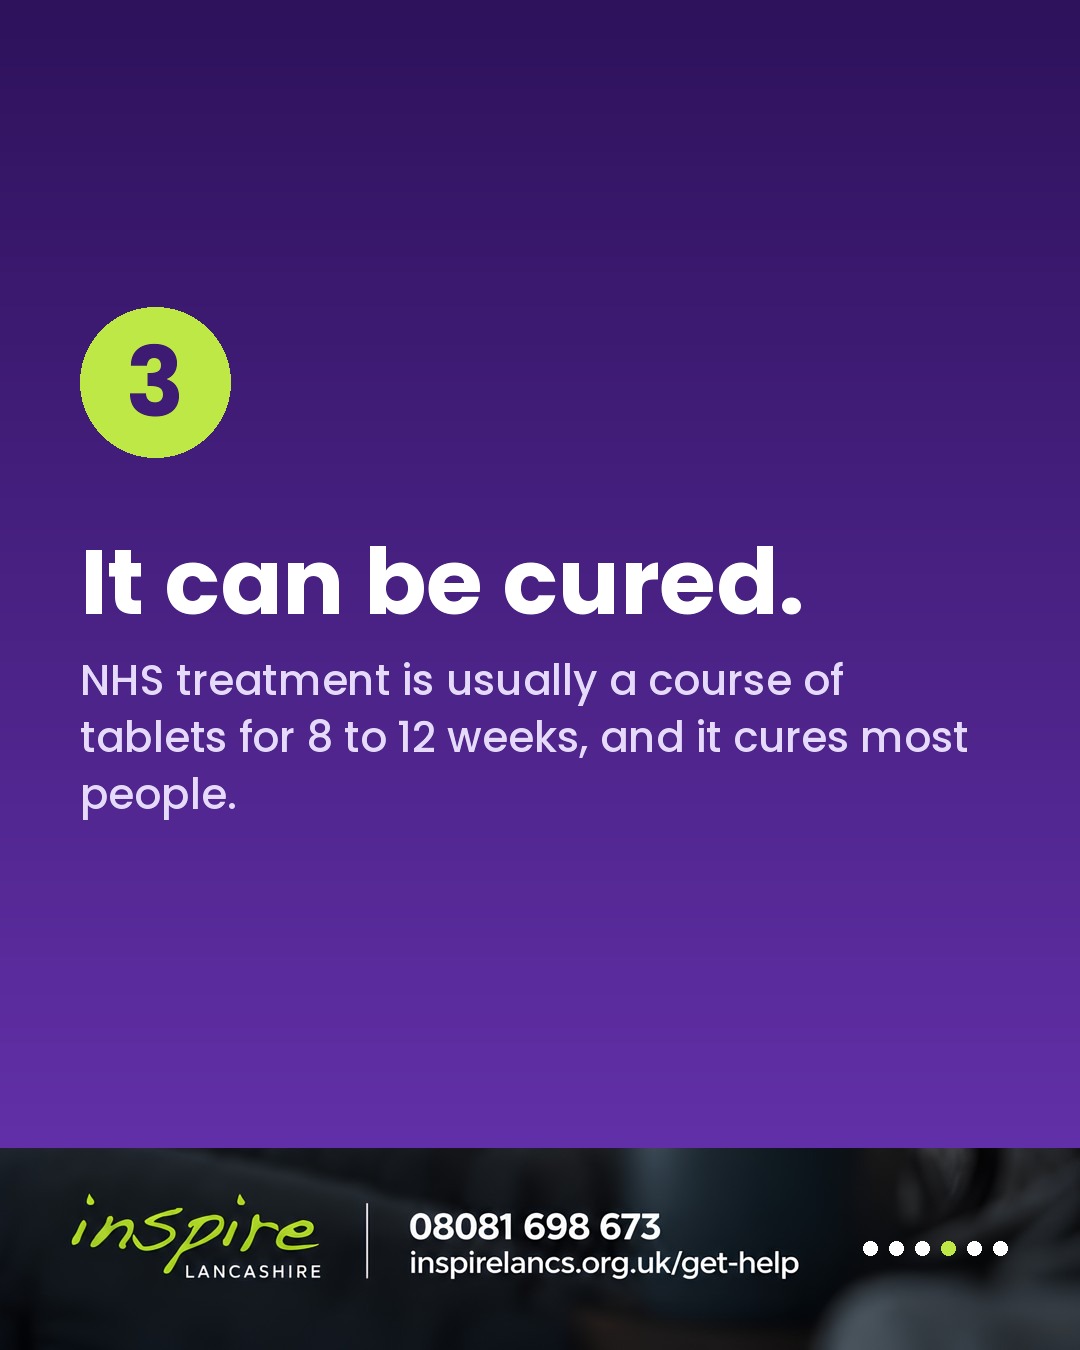 3
It can be cured.
NHS treatment is usually a course of
tablets for 8 to 12 weeks, and it cures most
people.
inspire
LANCASHIRE
08081 698 673
inspirelancs.org.uk/get-help